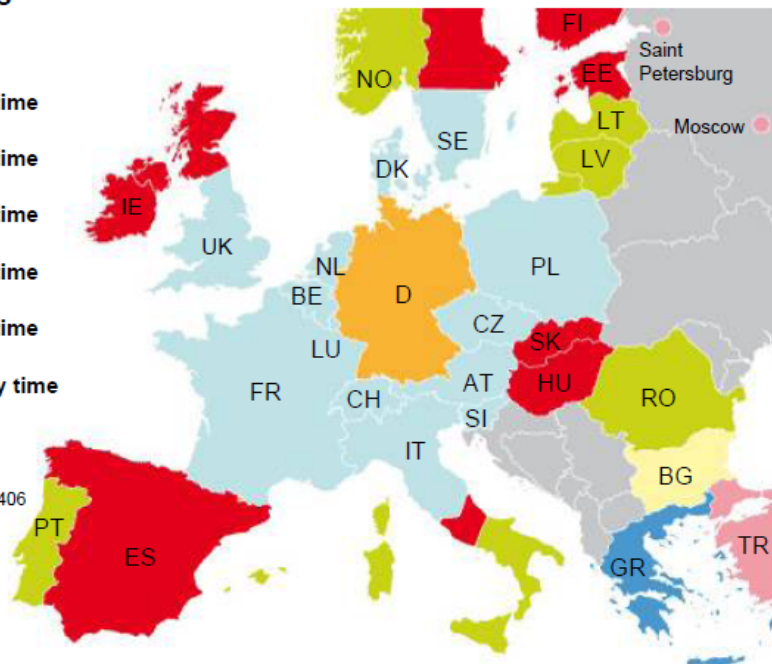 time
time
time
time
time
y time
406
FI
NO
EE
Saint
Petersburg
LT
Moscow
SE
LV
DK
IE
UK
NL
PL
BE
D
CZ
LU
SK
AT
HU
FR
CH
RO
SI
IT
BG
PT
ES
GR
TR